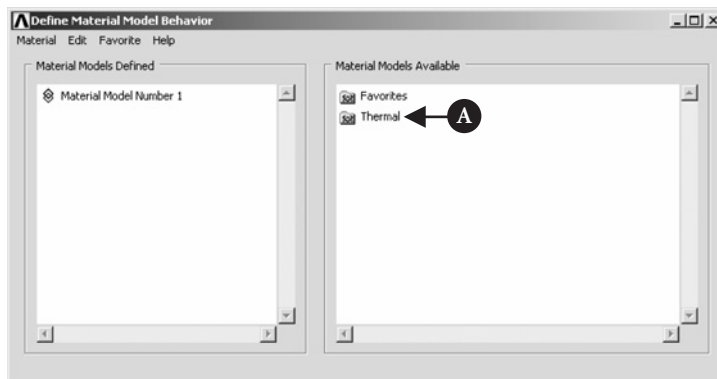 Define Material Model Behavior
Material Edit Favorite Help
Material Models Defined
Material Model Number 1
Material Models Available
Favorites
Thermal
A